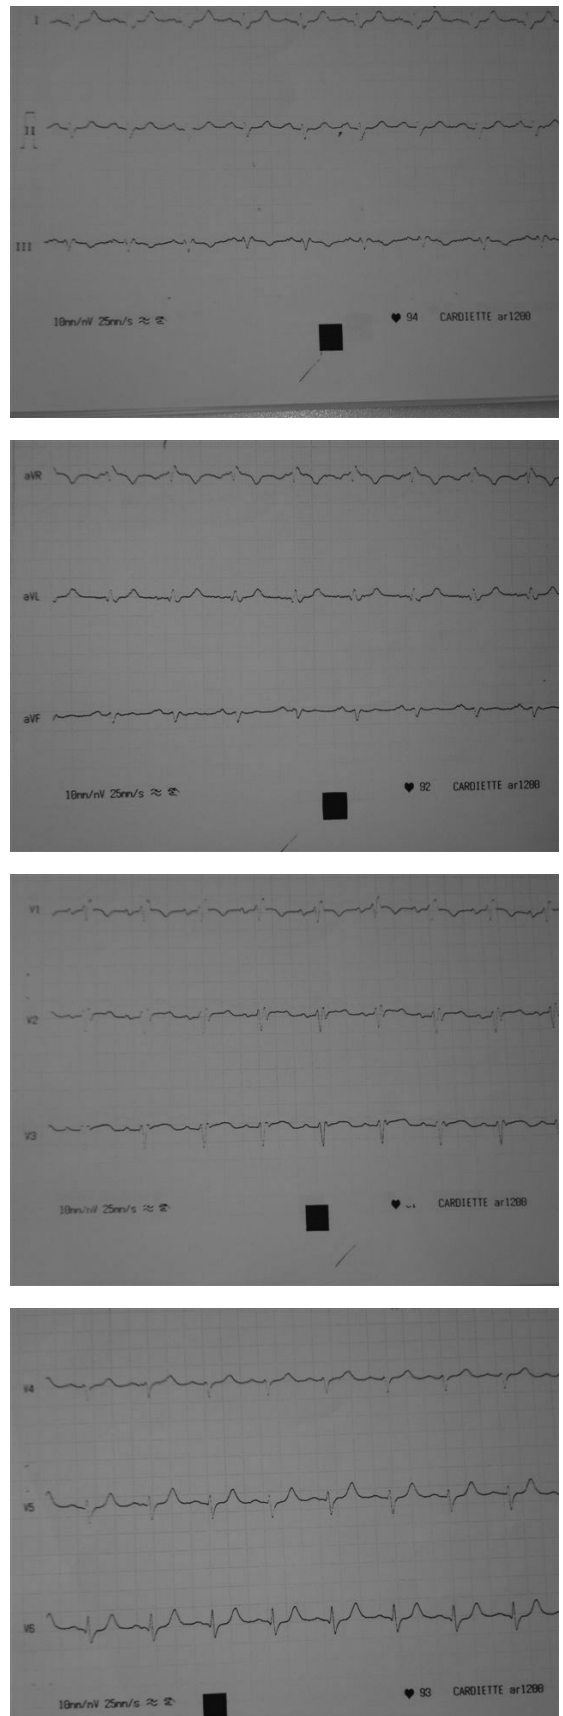 I
II
III
10mm/mV 25mm/s ♥ 94 CARDIETTE ar1200
aVR
aVL
aVF
10mm/mV 25mm/s ♥ 92 CARDIETTE ar1200
V1
V2
V3
10mm/mV 25mm/s ♥ CARDIETTE ar1200
V4
V5
V6
10mm/mV 25mm/s ♥ 93 CARDIETTE ar1200